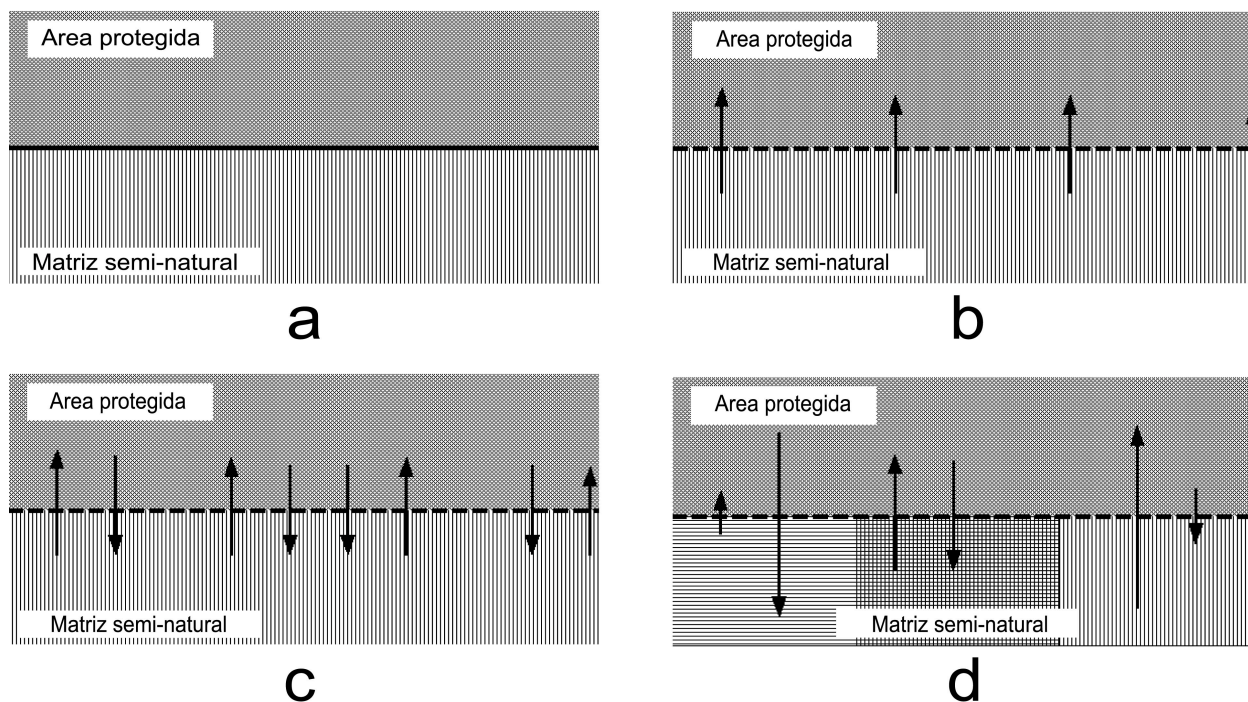 Area protegida
Matriz semi-natural
a
Area protegida
Matriz semi-natural
b
Area protegida
Matriz semi-natural
c
Area protegida
Matriz semi-natural
d